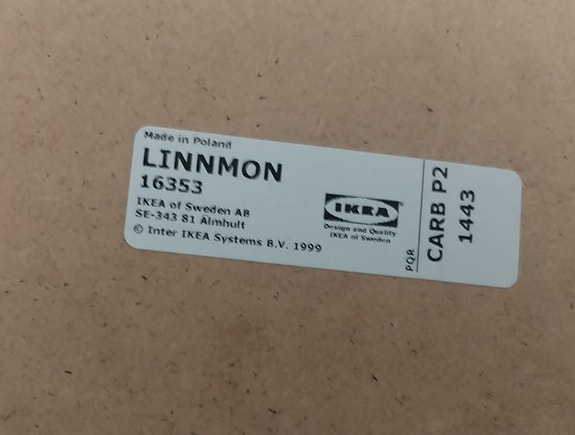 Made in Poland
LINNMON
16353
IKEA of Sweden AB
SE-343 81 Älmhult
© Inter IKEA Systems B.V. 1999
IKEA
Design and Quality
IKEA of Sweden
PQR
CARB P2
1443